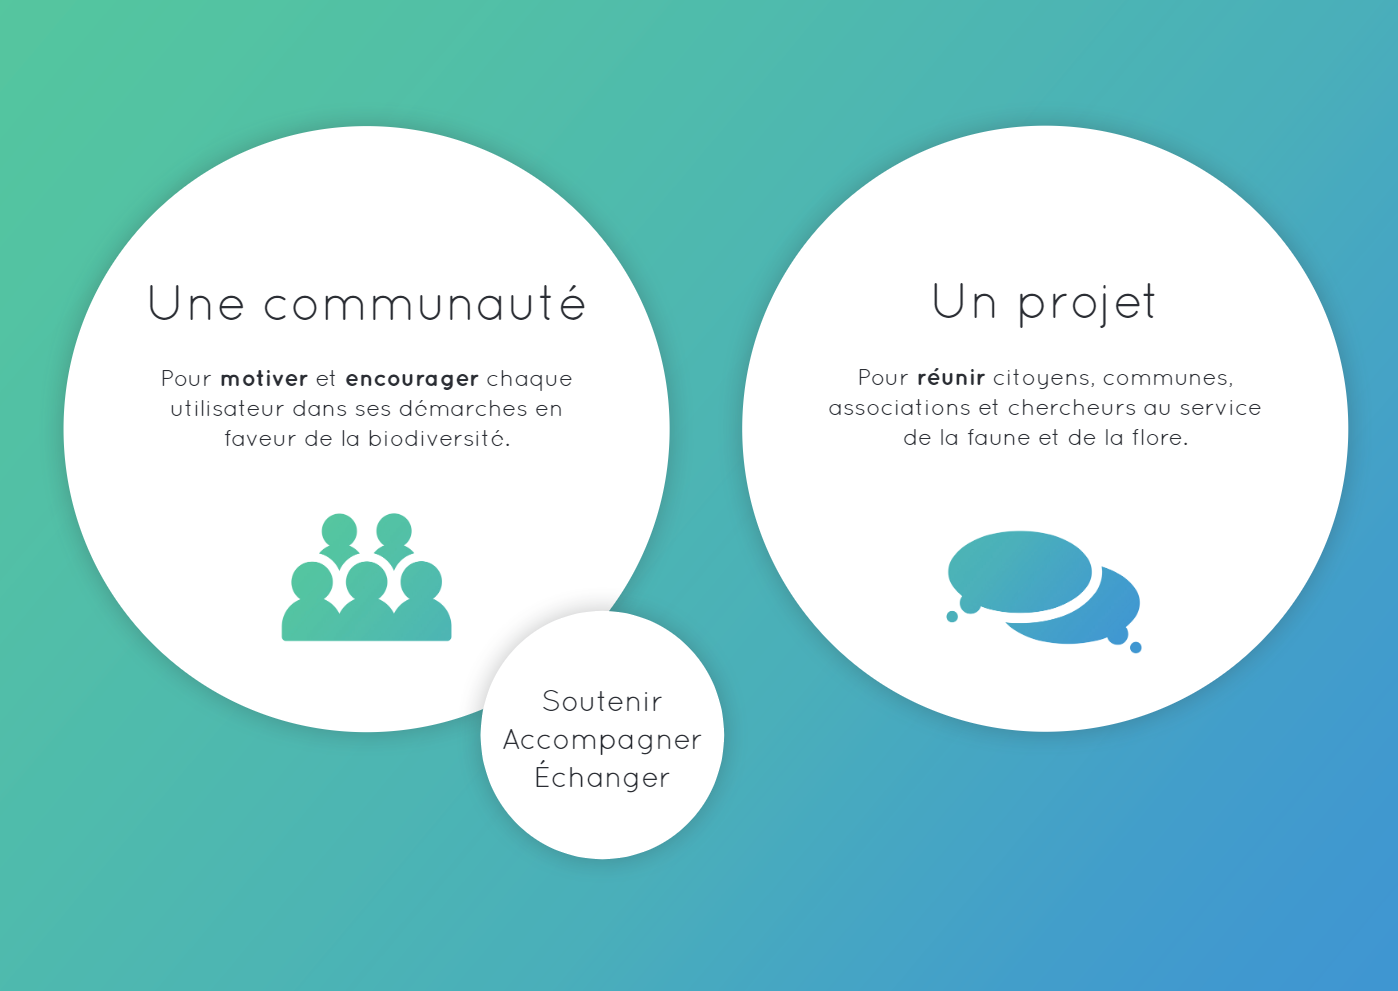 Une communauté
Pour motiver et encourager chaque
utilisateur dans ses démarches en
faveur de la biodiversité.
Un projet
Pour réunir citoyens, communes,
associations et chercheurs au service
de la faune et de la flore.
Soutenir
Accompagner
Échanger